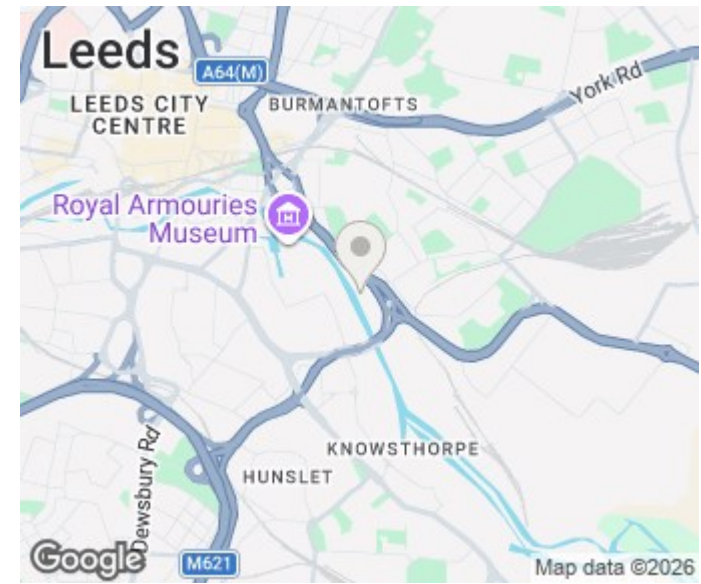 Leeds
A64(M)
BURMANTOFTS
York Rd
LEEDS CITY
CENTRE
Royal Armouries
Museum
KNOWSTHORPE
HUNSLET
Dewsbury Rd
M621
Google
Map data ©2026